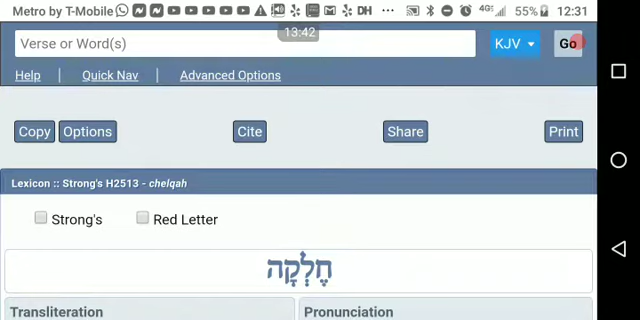 Metro by T-Mobile DH ... 4G 55% 12:31
13:42
Verse or Word(s) KJV Go
Help | Quick Nav | Advanced Options
Copy Options Cite Share Print
Lexicon :: Strong's H2513 - chelqah
Strong's Red Letter
חֶלְקָה
Transliteration Pronunciation